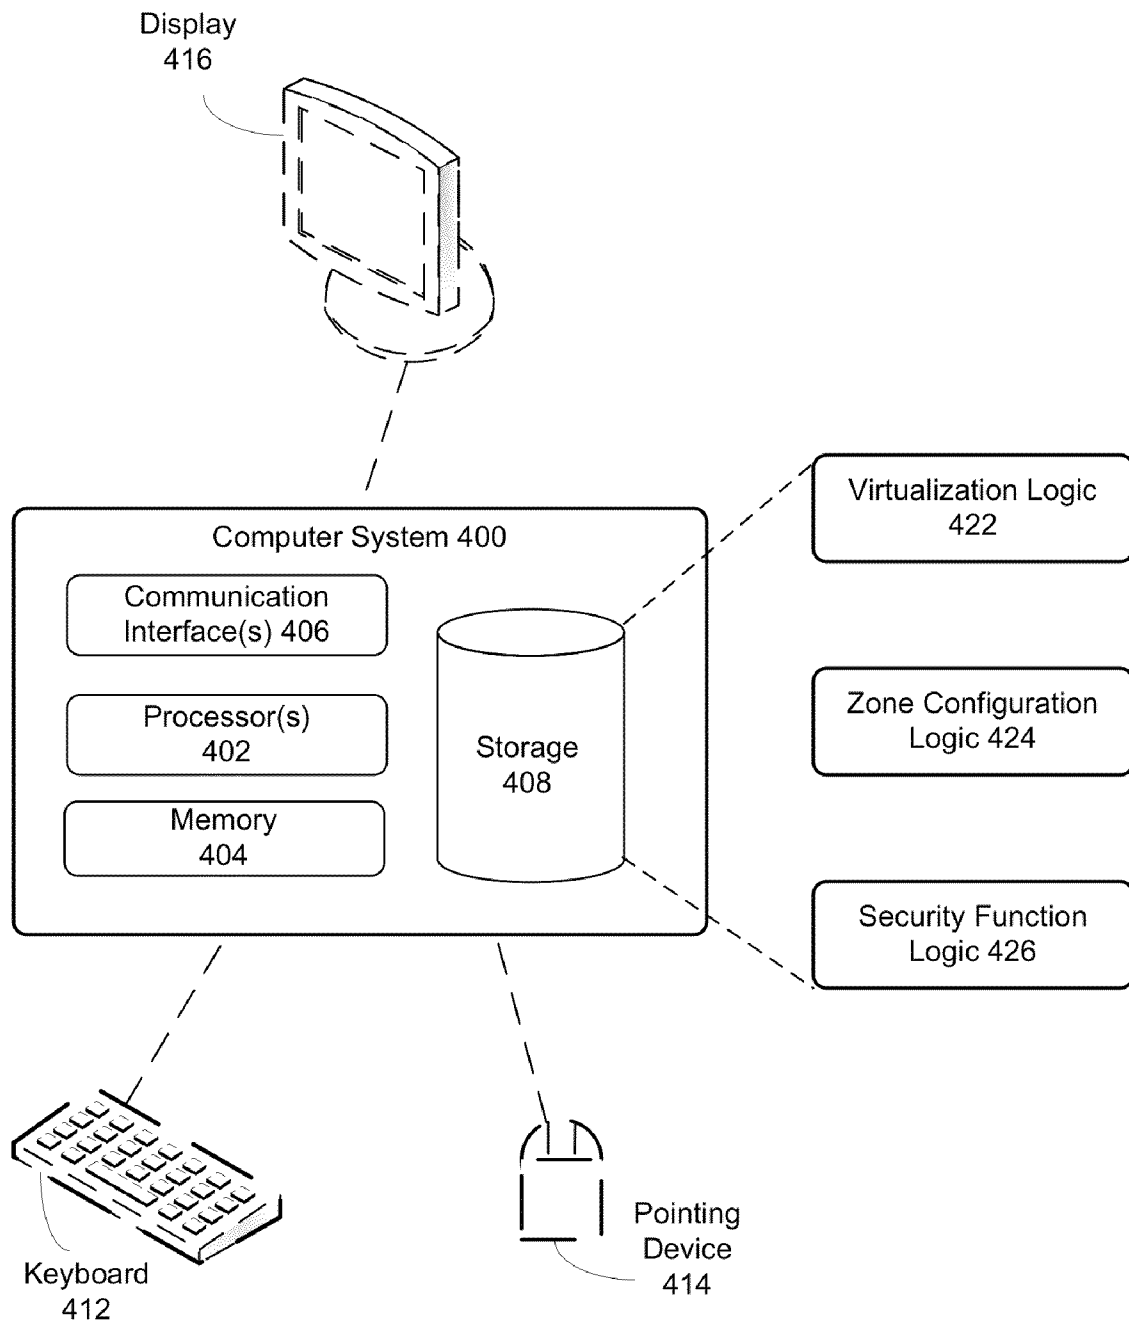 Display
416
Computer System 400
Communication
Interface(s) 406
Processor(s)
402
Memory
404
Storage
408
Virtualization Logic
422
Zone Configuration
Logic 424
Security Function
Logic 426
Keyboard
412
Pointing
Device
414